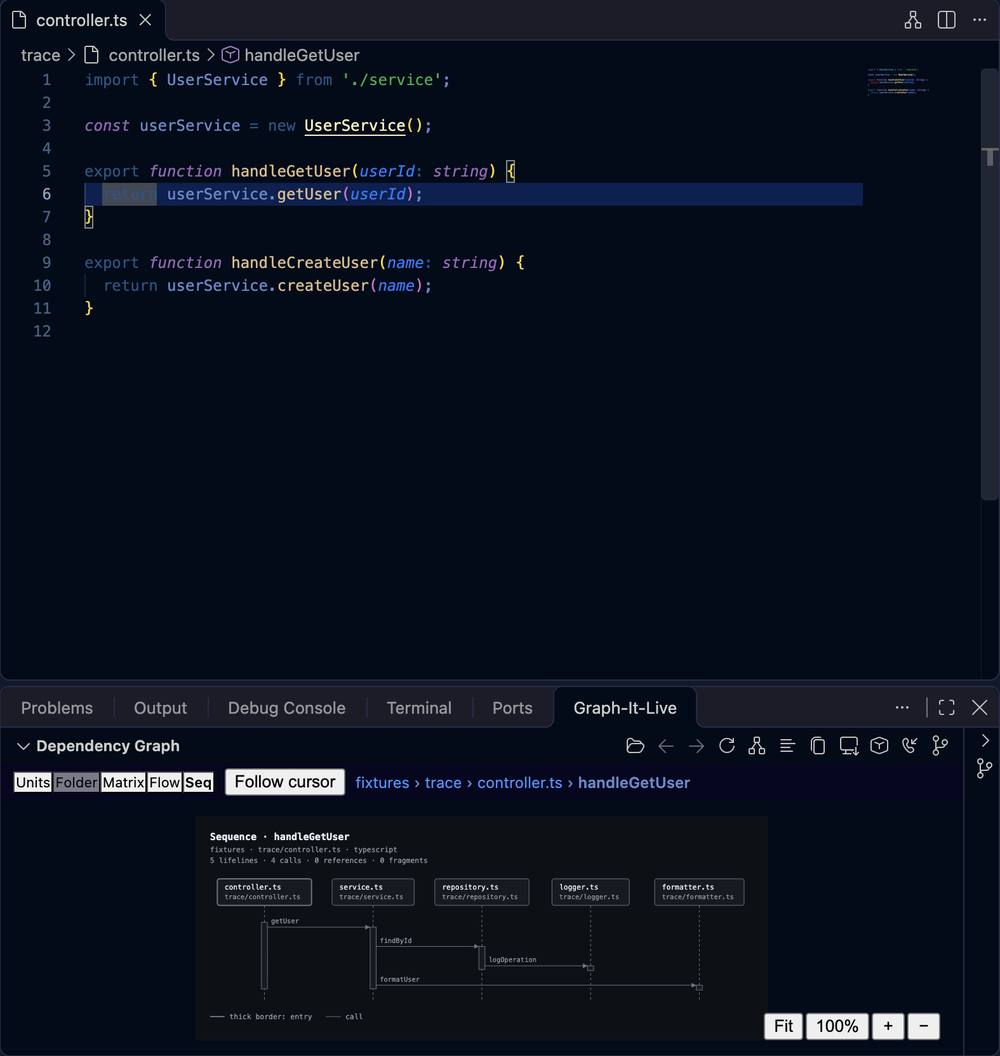 controller.ts
trace > controller.ts > handleGetUser
1 import { UserService } from './service';
2
3 const userService = new UserService();
4
5 export function handleGetUser(userId: string) {
6 return userService.getUser(userId);
7 }
8
9 export function handleCreateUser(name: string) {
10 return userService.createUser(name);
11 }
12
Problems Output Debug Console Terminal Ports Graph-It-Live
Dependency Graph
Units Folder Matrix Flow Seq Follow cursor fixtures › trace › controller.ts › handleGetUser
Sequence · handleGetUser
fixtures · trace/controller.ts · typescript
5 lifelines · 4 calls · 0 references · 0 fragments
controller.ts service.ts repository.ts logger.ts formatter.ts
trace/controller.ts trace/service.ts trace/repository.ts trace/logger.ts trace/formatter.ts
getUser
findById
logOperation
formatUser
thick border: entry call
Fit 100% + −